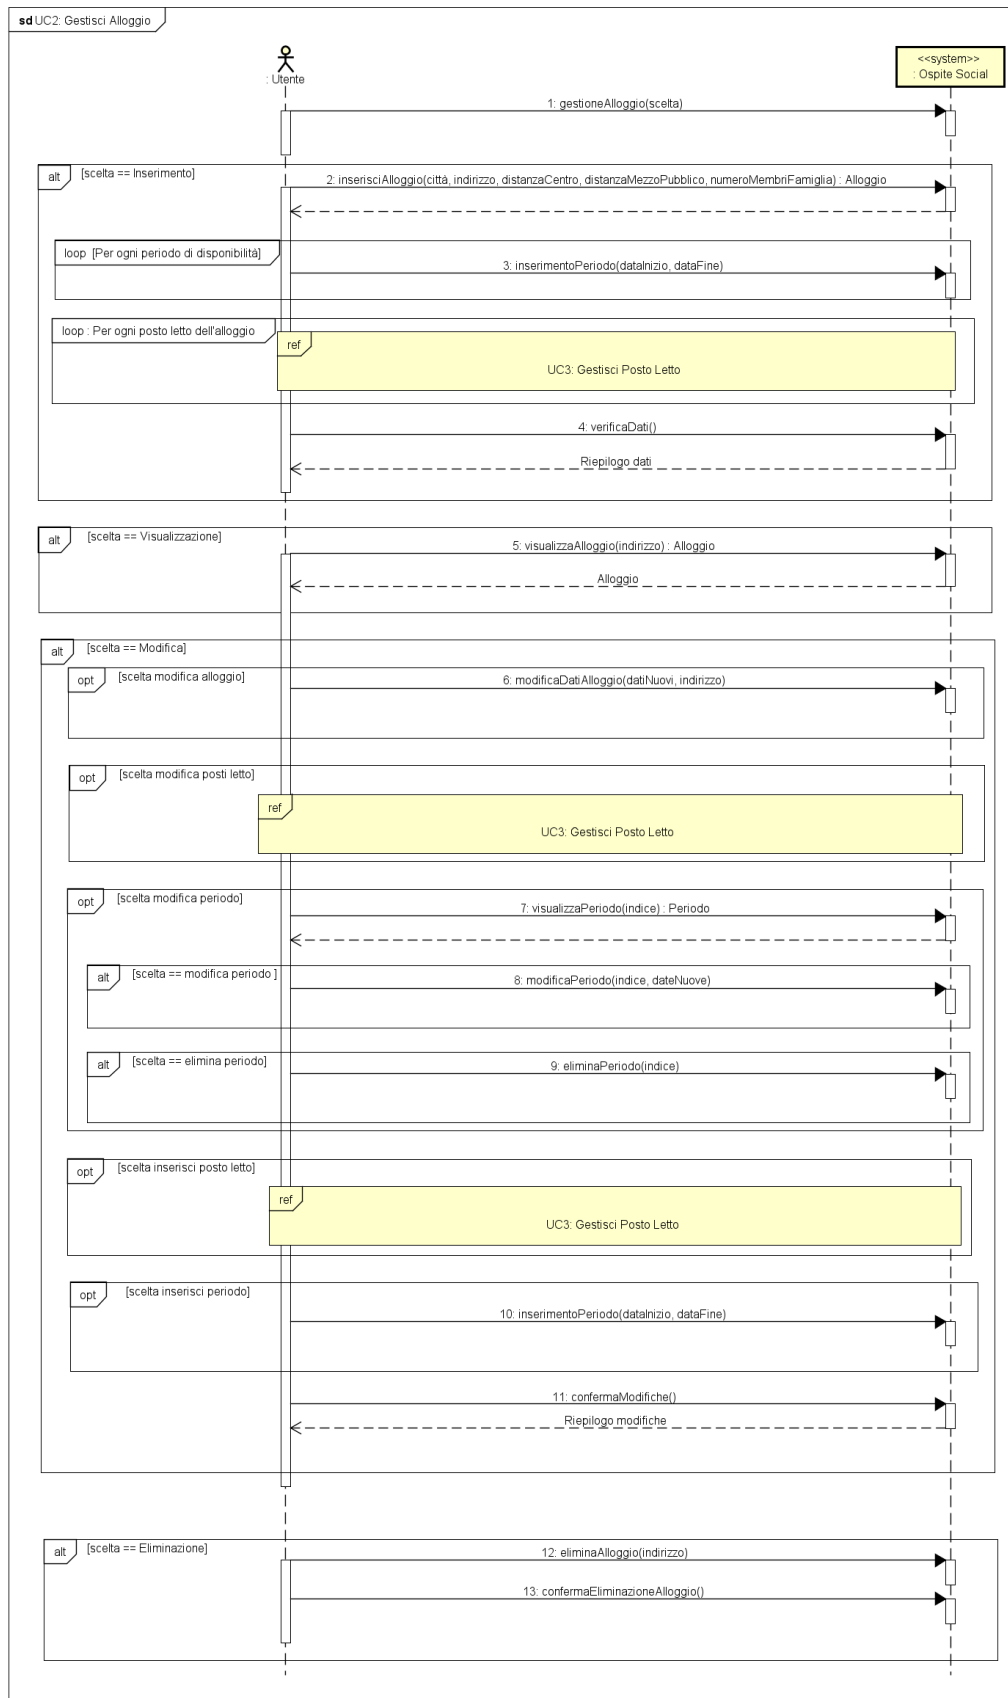 sd UC2: Gestisci Alloggio
: Utente
<<system>>
: Ospite Social
1: gestioneAlloggio(scelta)
alt
[scelta == Inserimento]
2: inserisciAlloggio(città, indirizzo, distanzaCentro, distanzaMezzoPubblico, numeroMembriFamiglia) : Alloggio
loop [Per ogni periodo di disponibilità]
3: inserimentoPeriodo(dataInizio, dataFine)
loop : Per ogni posto letto dell'alloggio
ref
UC3: Gestisci Posto Letto
4: verificaDati()
Riepilogo dati
alt
[scelta == Visualizzazione]
5: visualizzaAlloggio(indirizzo) : Alloggio
Alloggio
alt
[scelta == Modifica]
opt
[scelta modifica alloggio]
6: modificaDatiAlloggio(datiNuovi, indirizzo)
opt
[scelta modifica posti letto]
ref
UC3: Gestisci Posto Letto
opt
[scelta modifica periodo]
7: visualizzaPeriodo(indice) : Periodo
alt
[scelta == modifica periodo ]
8: modificaPeriodo(indice, dateNuove)
alt
[scelta == elimina periodo]
9: eliminaPeriodo(indice)
opt
[scelta inserisci posto letto]
ref
UC3: Gestisci Posto Letto
opt
[scelta inserisci periodo]
10: inserimentoPeriodo(dataInizio, dataFine)
11: confermaModifiche()
Riepilogo modifiche
alt
[scelta == Eliminazione]
12: eliminaAlloggio(indirizzo)
13: confermaEliminazioneAlloggio()